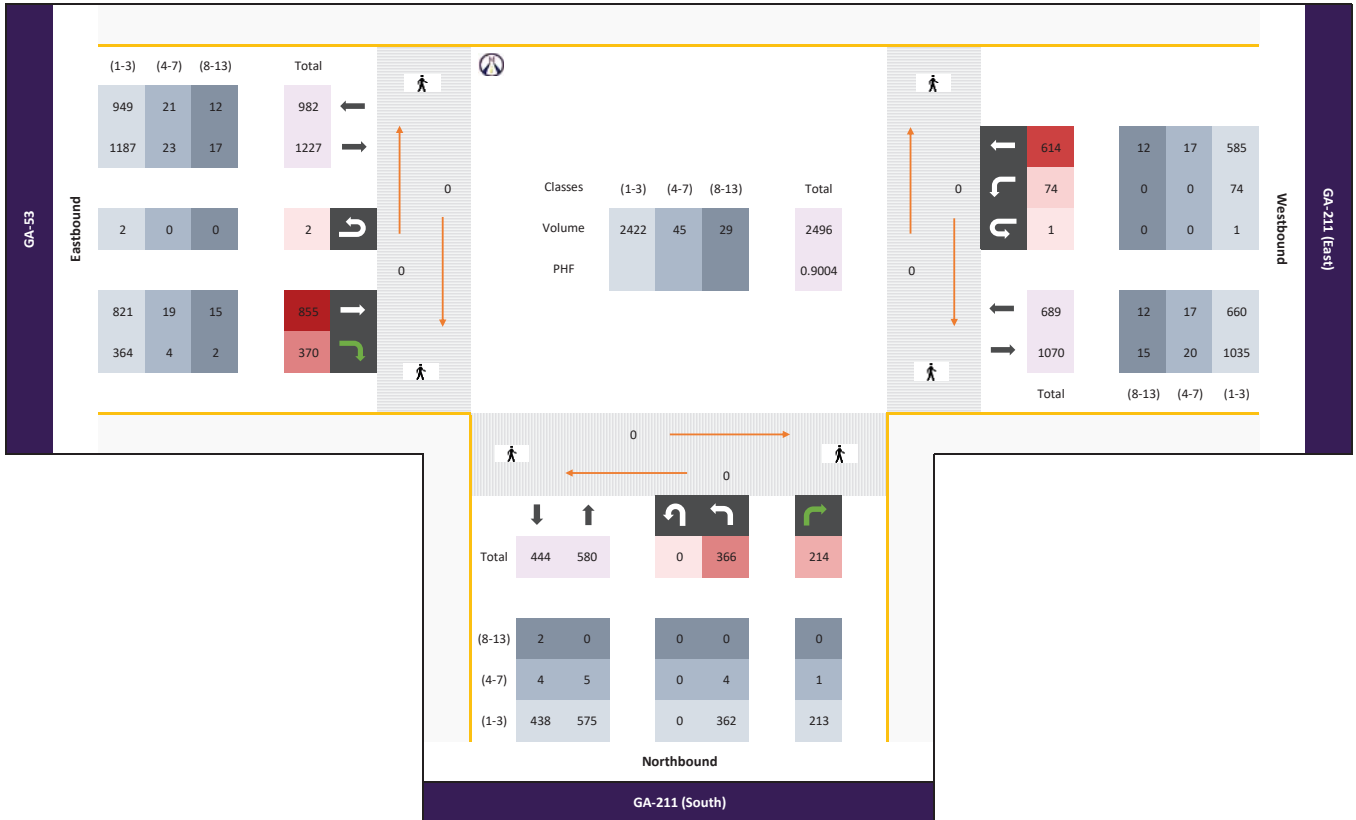 (1-3) (4-7) (8-13) Total
949 21 12 982
1187 23 17 1227
2 0 0 2
821 19 15 855
364 4 2 370
GA-53
Eastbound
0
0
Classes (1-3) (4-7) (8-13) Total
Volume 2422 45 29 2496
PHF 0.9004
0
0
614 12 17 585
74 0 0 74
1 0 0 1
689 12 17 660
1070 15 20 1035
Total (8-13) (4-7) (1-3)
Westbound
GA-211 (East)
0
0
Total 444 580 0 366 214
(8-13) 2 0 0 0 0
(4-7) 4 5 0 4 1
(1-3) 438 575 0 362 213
Northbound
GA-211 (South)